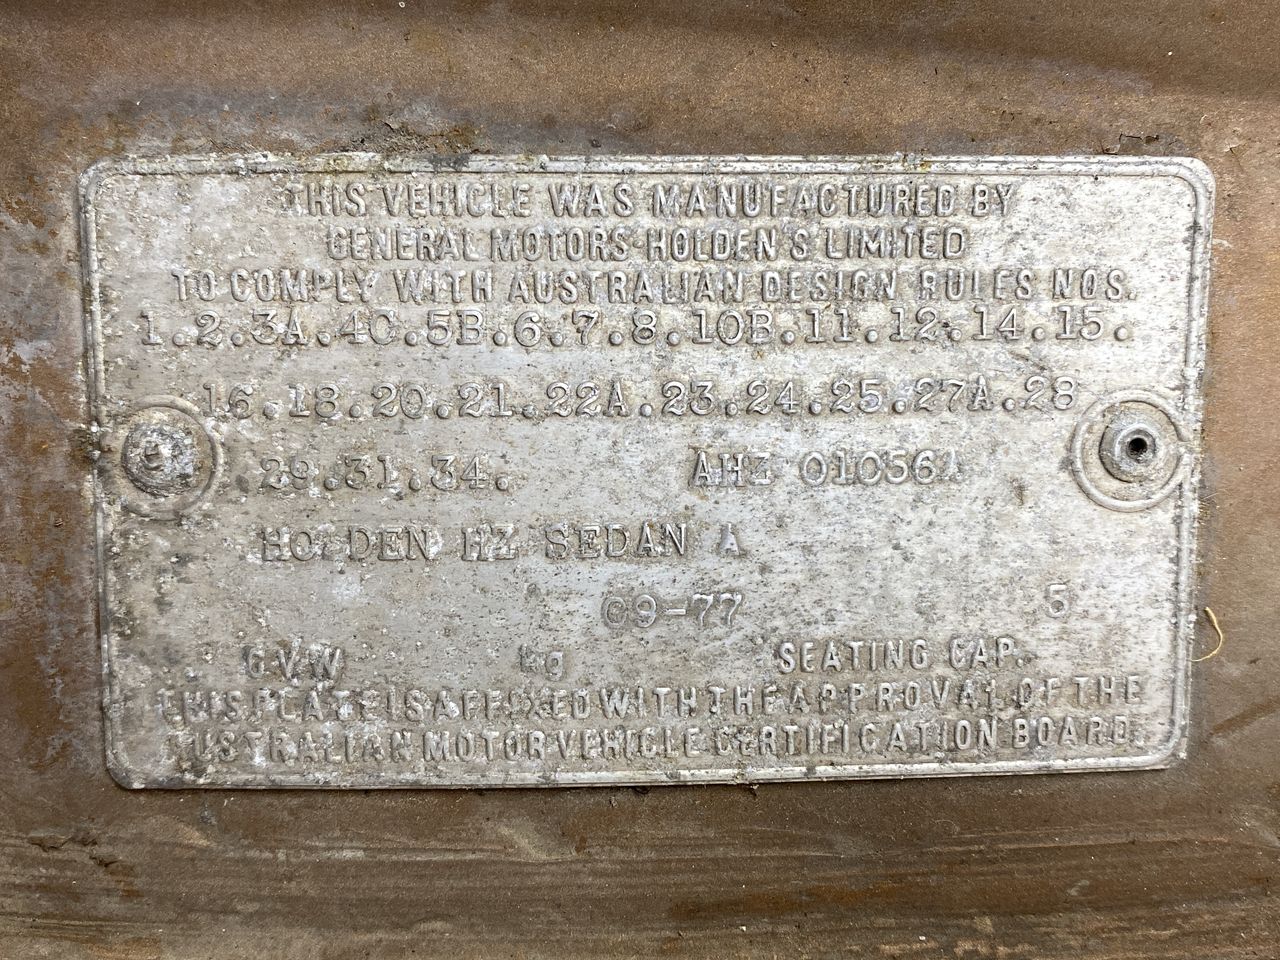 THIS VEHICLE WAS MANUFACTURED BY
GENERAL MOTORS-HOLDEN'S LIMITED
TO COMPLY WITH AUSTRALIAN DESIGN RULES NOS.
1.2.3A.4C.5B.6.7.8.10B.11.12.14.15.
16.18.20.21.22A.23.24.25.27A.28
29.31.34. AHZ 01056A
HOLDEN HZ SEDAN A
09-77 5
G V W kg SEATING CAP.
THIS PLATE IS AFFIXED WITH THE APPROVAL OF THE
AUSTRALIAN MOTOR VEHICLE CERTIFICATION BOARD.